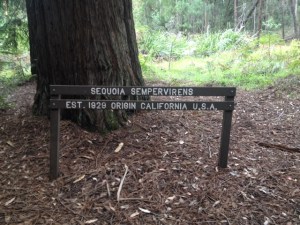 SEQUOIA SEMPERVIRENS
EST. 1929 ORIGIN CALIFORNIA U.S.A.